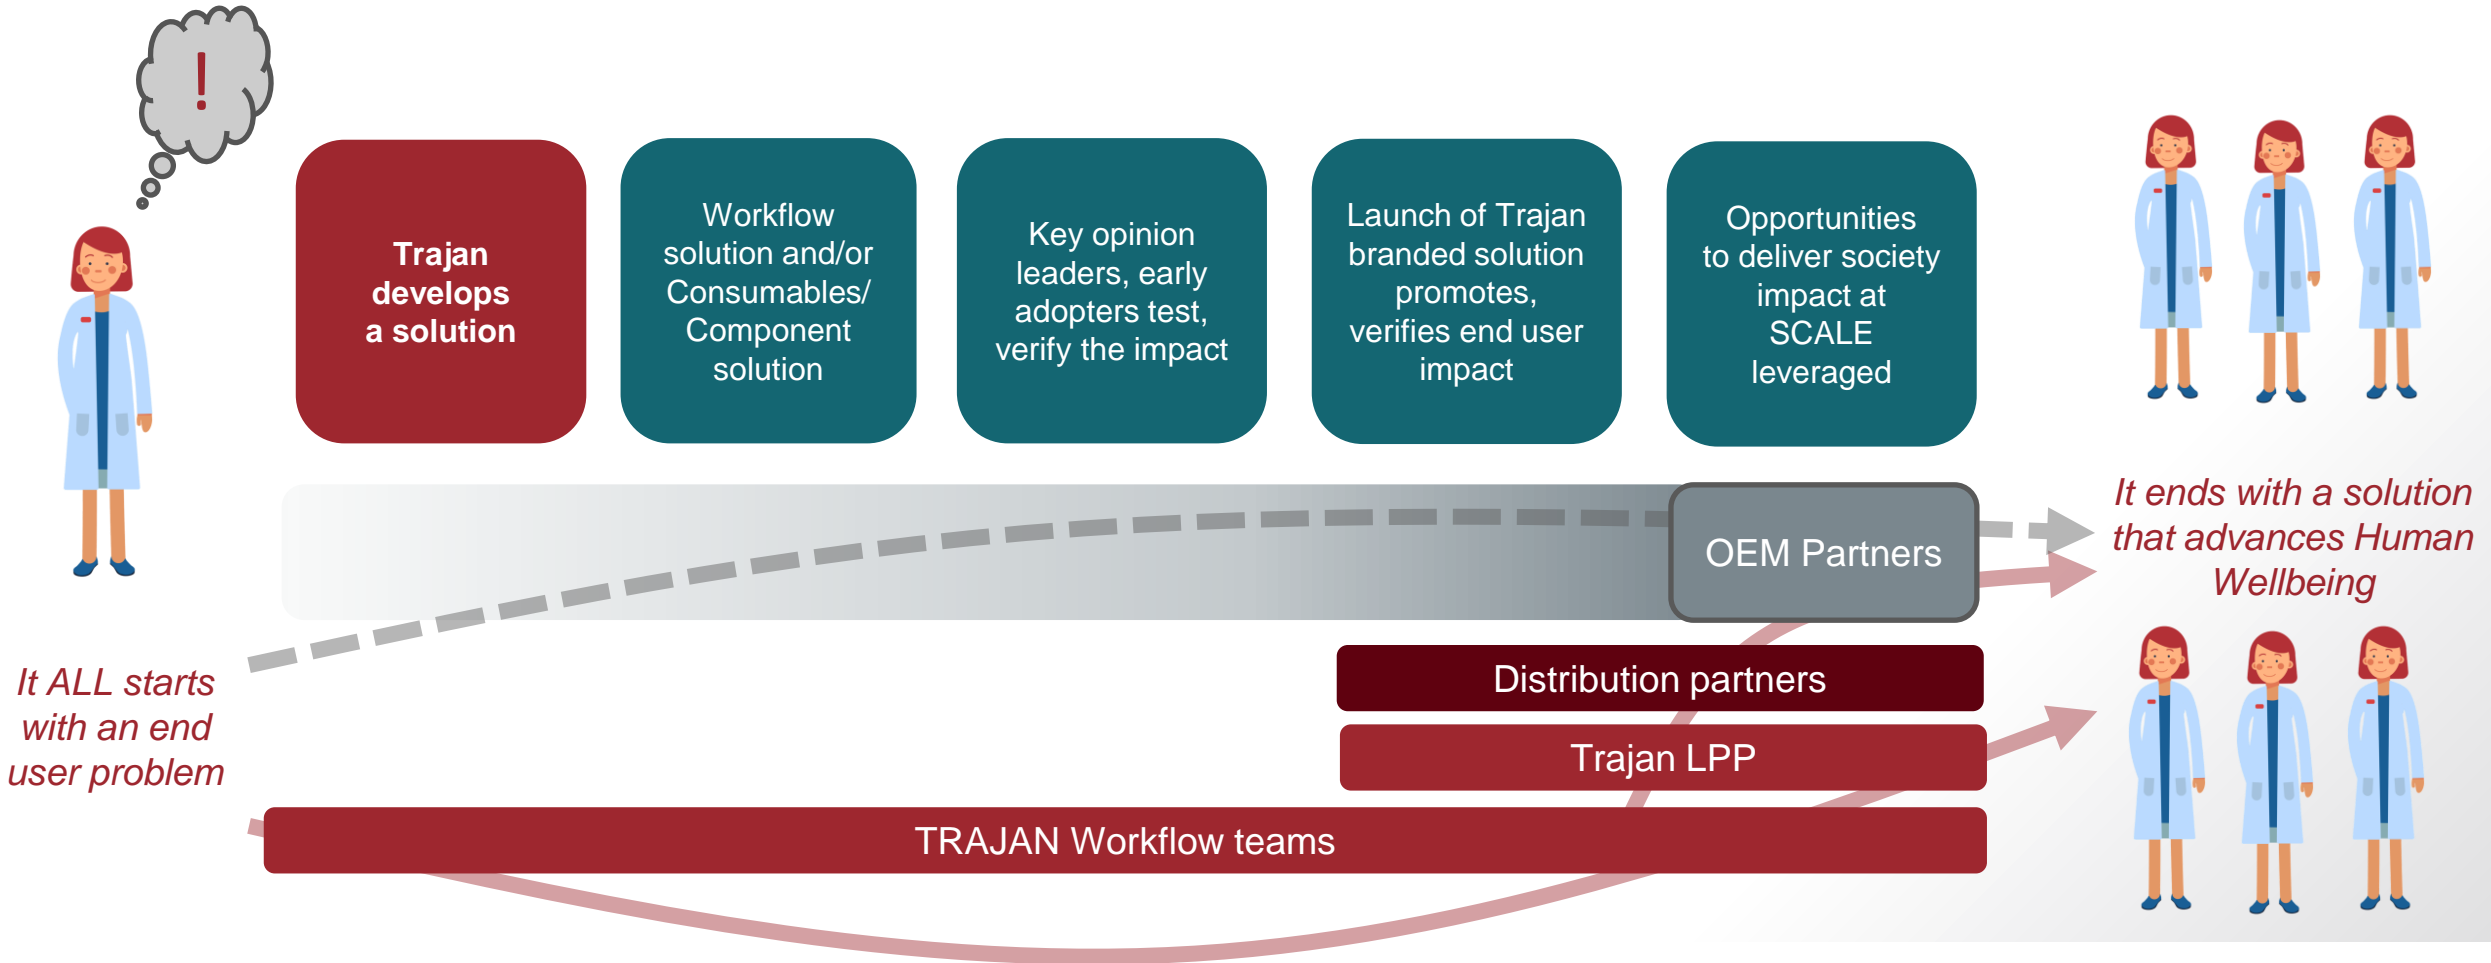 !
Trajan
develops
a solution
Workflow
solution and/or
Consumables/
Component
solution
Key opinion
leaders, early
adopters test,
verify the impact
Launch of Trajan
branded solution
promotes,
verifies end user
impact
Opportunities
to deliver society
impact at
SCALE
leveraged
OEM Partners
It ends with a solution
that advances Human
Wellbeing
It ALL starts
with an end
user problem
Distribution partners
Trajan LPP
TRAJAN Workflow teams